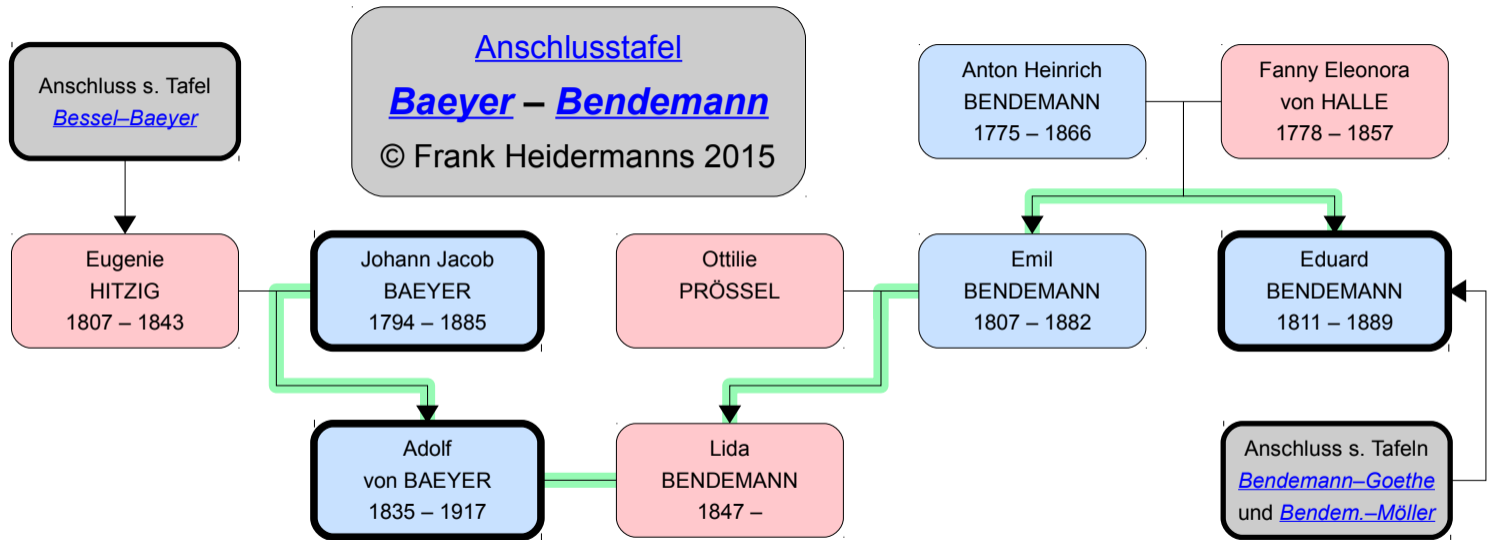 Anschluss s. Tafel
Bessel–Baeyer
Anschlusstafel
Baeyer – Bendemann
© Frank Heidermanns 2015
Anton Heinrich
BENDEMANN
1775 – 1866
Fanny Eleonora
von HALLE
1778 – 1857
Eugenie
HITZIG
1807 – 1843
Johann Jacob
BAEYER
1794 – 1885
Ottilie
PRÖSSEL
Emil
BENDEMANN
1807 – 1882
Eduard
BENDEMANN
1811 – 1889
Adolf
von BAEYER
1835 – 1917
Lida
BENDEMANN
1847 –
Anschluss s. Tafeln
Bendemann–Goethe
und Bendem.–Möller